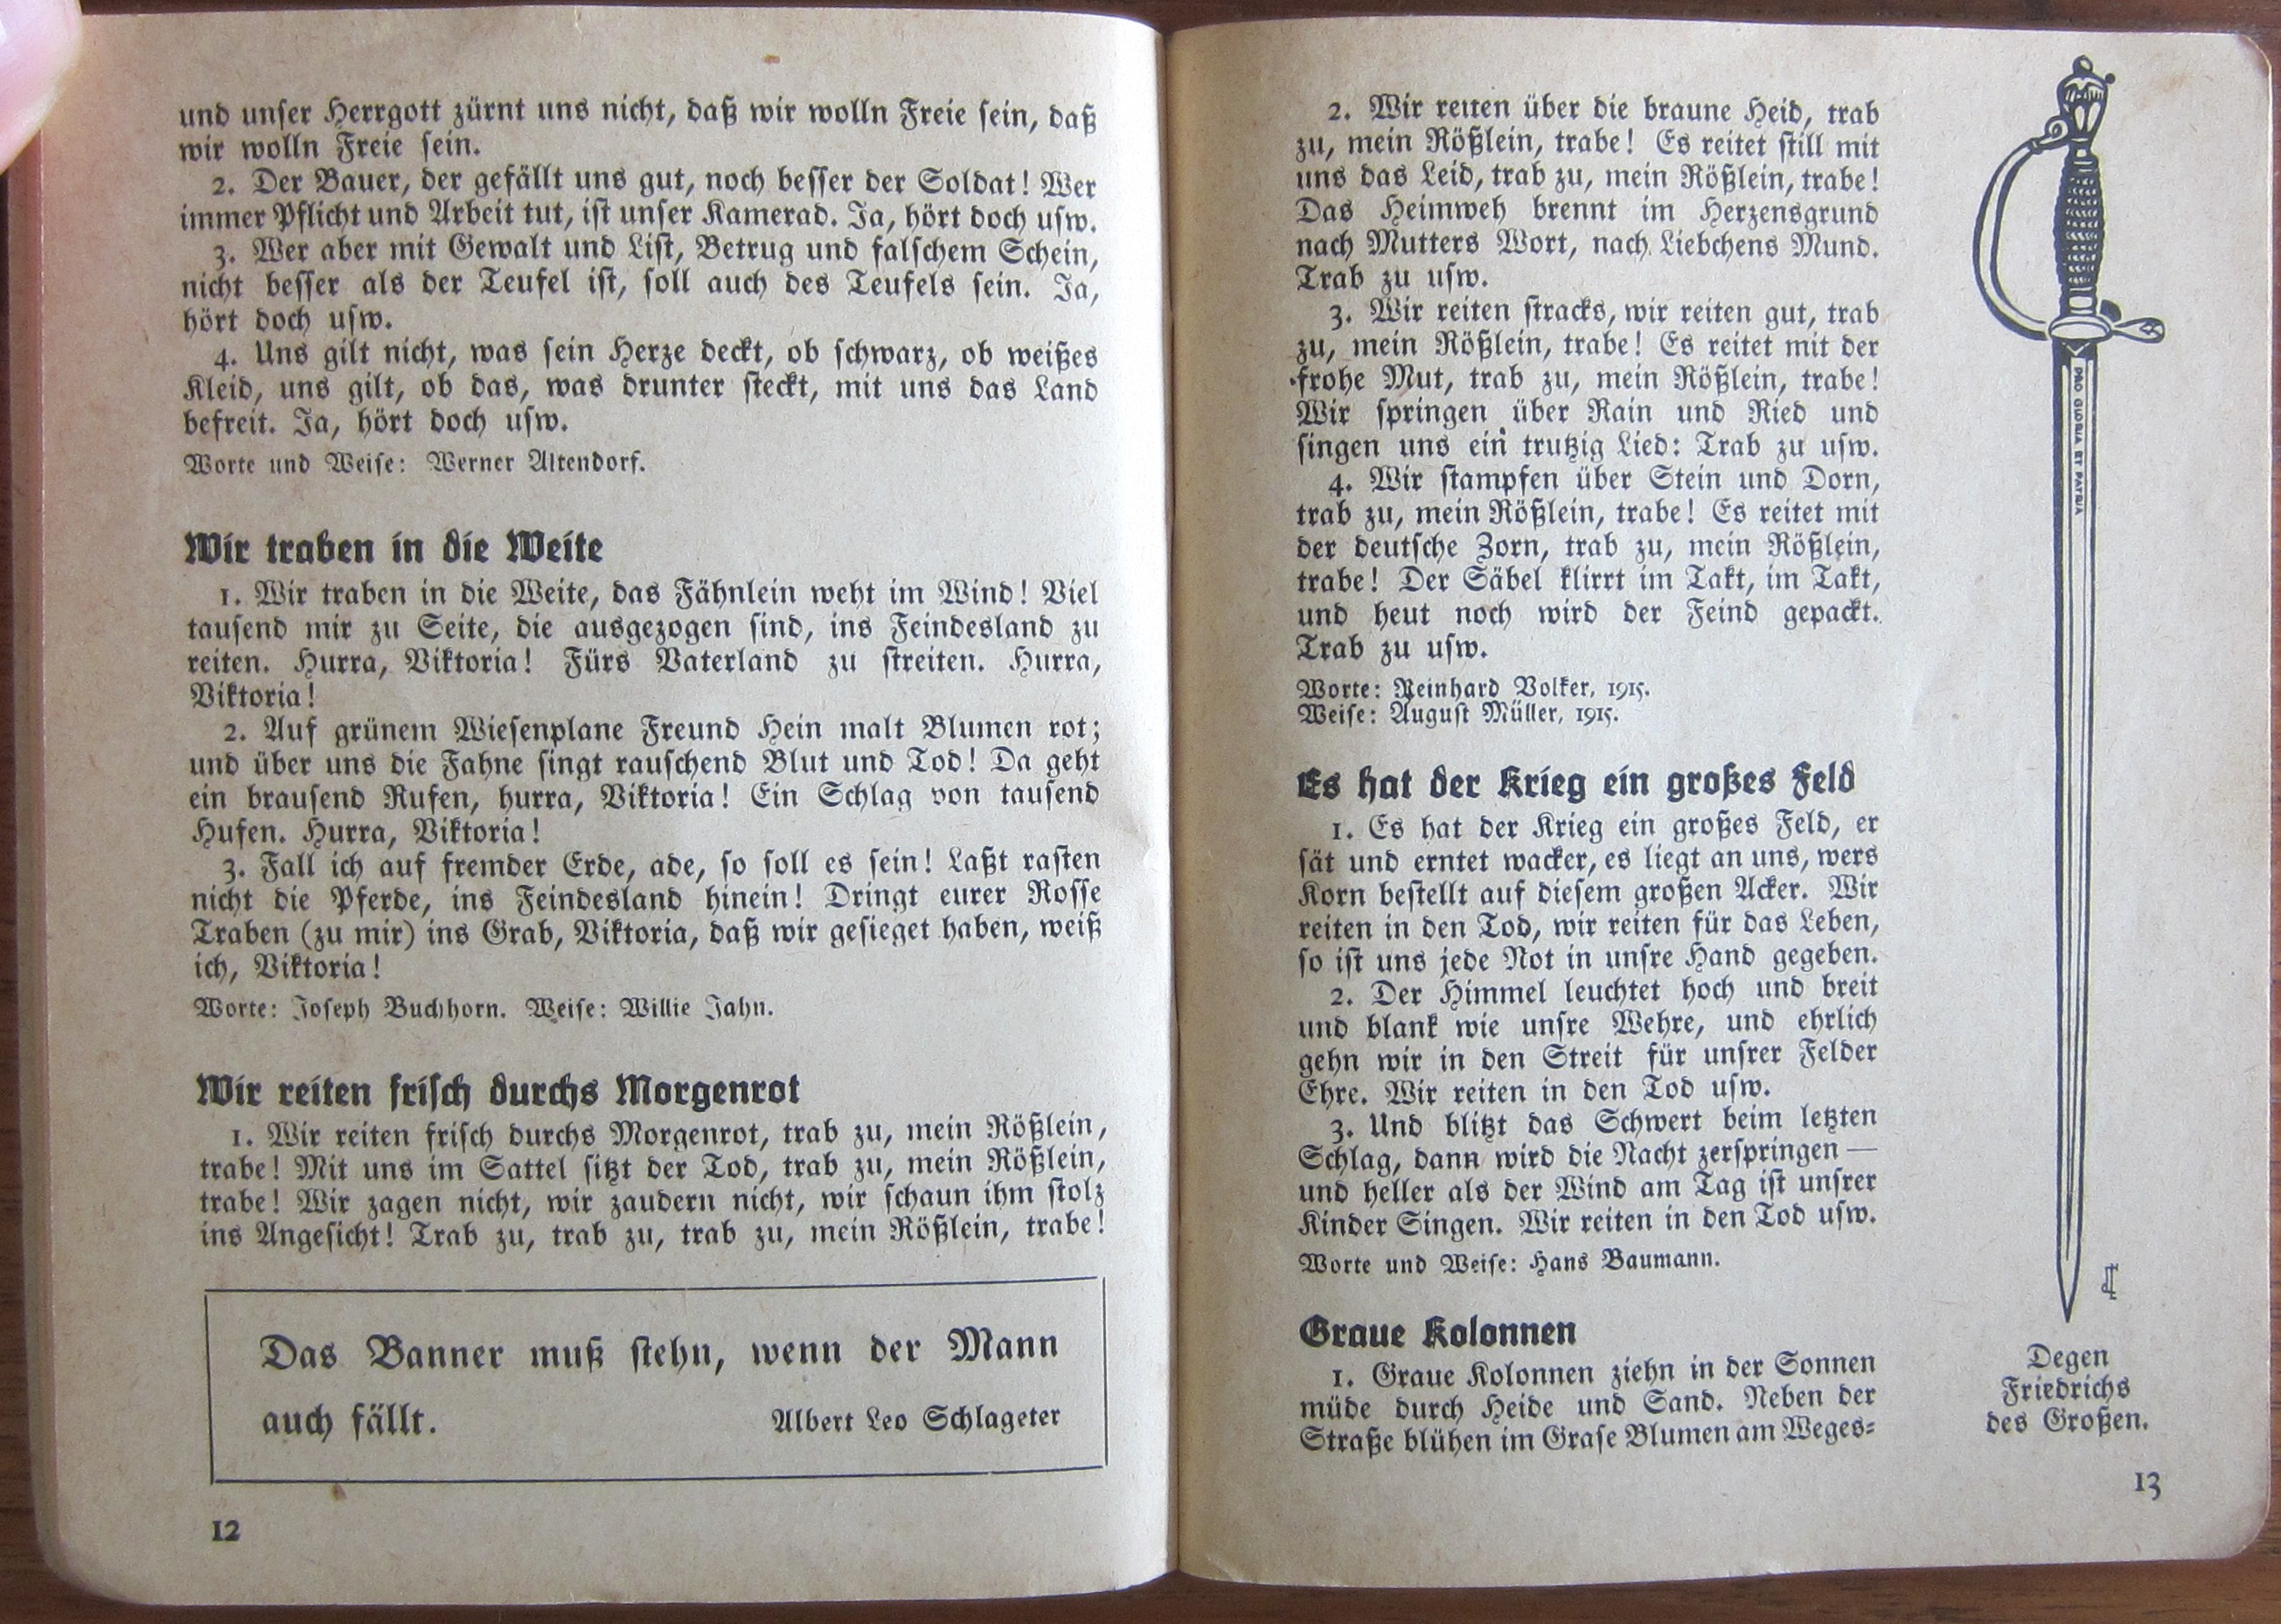 und unser Herrgott zürnt uns nicht, daß wir wolln Freie sein, daß
wir wolln Freie sein.
2. Der Bauer, der gefällt uns gut, noch besser der Soldat! Wer
immer Pflicht und Arbeit tut, ist unser Kamerad. Ja, hört doch usw.
3. Wer aber mit Gewalt und List, Betrug und falschem Schein,
nicht besser als der Teufel ist, soll auch des Teufels sein. Ja,
hört doch usw.
4. Uns gilt nicht, was sein Herze deckt, ob schwarz, ob weißes
Kleid, uns gilt, ob das, was drunter steckt, mit uns das Land
befreit. Ja, hört doch usw.
Worte und Weise: Werner Altendorf.
Wir traben in die Weite
1. Wir traben in die Weite, das Fähnlein weht im Wind! Viel
tausend mir zu Seite, die ausgezogen sind, ins Feindesland zu
reiten. Hurra, Viktoria! Fürs Vaterland zu streiten. Hurra,
Viktoria!
2. Auf grünem Wiesenplane Freund Hein malt Blumen rot;
und über uns die Fahne singt rauschend Blut und Tod! Da geht
ein brausend Rufen, hurra, Viktoria! Ein Schlag von tausend
Hufen. Hurra, Viktoria!
3. Fall ich auf fremder Erde, ade, so soll es sein! Laßt rasten
nicht die Pferde, ins Feindesland hinein! Dringt eurer Rosse
Traben (zu mir) ins Grab, Viktoria, daß wir gesieget haben, weiß
ich, Viktoria!
Worte: Joseph Buchhorn. Weise: Willie Jahn.
Wir reiten frisch durchs Morgenrot
1. Wir reiten frisch durchs Morgenrot, trab zu, mein Rößlein,
trabe! Mit uns im Sattel sitzt der Tod, trab zu, mein Rößlein,
trabe! Wir zagen nicht, wir zaudern nicht, wir schaun ihm stolz
ins Angesicht! Trab zu, trab zu, trab zu, mein Rößlein, trabe!
Das Banner muß stehn, wenn der Mann
auch fällt. Albert Leo Schlageter
12
2. Wir reiten über die braune Heid, trab
zu, mein Rößlein, trabe! Es reitet still mit
uns das Leid, trab zu, mein Rößlein, trabe!
Das Heimweh brennt im Herzensgrund
nach Mutters Wort, nach Liebchens Mund.
Trab zu usw.
3. Wir reiten stracks, wir reiten gut, trab
zu, mein Rößlein, trabe! Es reitet mit der
frohe Mut, trab zu, mein Rößlein, trabe!
Wir springen über Rain und Ried und
singen uns ein trutzig Lied: Trab zu usw.
4. Wir stampfen über Stein und Dorn,
trab zu, mein Rößlein, trabe! Es reitet mit
der deutsche Zorn, trab zu, mein Rößlein,
trabe! Der Säbel klirrt im Takt, im Takt,
und heut noch wird der Feind gepackt.
Trab zu usw.
Worte: Reinhard Volker, 1915.
Weise: August Müller, 1915.
Es hat der Krieg ein großes Feld
1. Es hat der Krieg ein großes Feld, er
sät und erntet wacker, es liegt an uns, wers
Korn bestellt auf diesem großen Acker. Wir
reiten in den Tod, wir reiten für das Leben,
so ist uns jede Not in unsre Hand gegeben.
2. Der Himmel leuchtet hoch und breit
und blank wie unsre Wehre, und ehrlich
gehn wir in den Streit für unsrer Felder
Ehre. Wir reiten in den Tod usw.
3. Und blitzt das Schwert beim letzten
Schlag, dann wird die Nacht zerspringen —
und heller als der Wind am Tag ist unsrer
Kinder Singen. Wir reiten in den Tod usw.
Worte und Weise: Hans Baumann.
Graue Kolonnen
1. Graue Kolonnen ziehn in der Sonnen
müde durch Heide und Sand. Neben der
Straße blühen im Grase Blumen am Weges-
PRO GLORIA ET PATRIA
Degen
Friedrichs
des Großen.
13